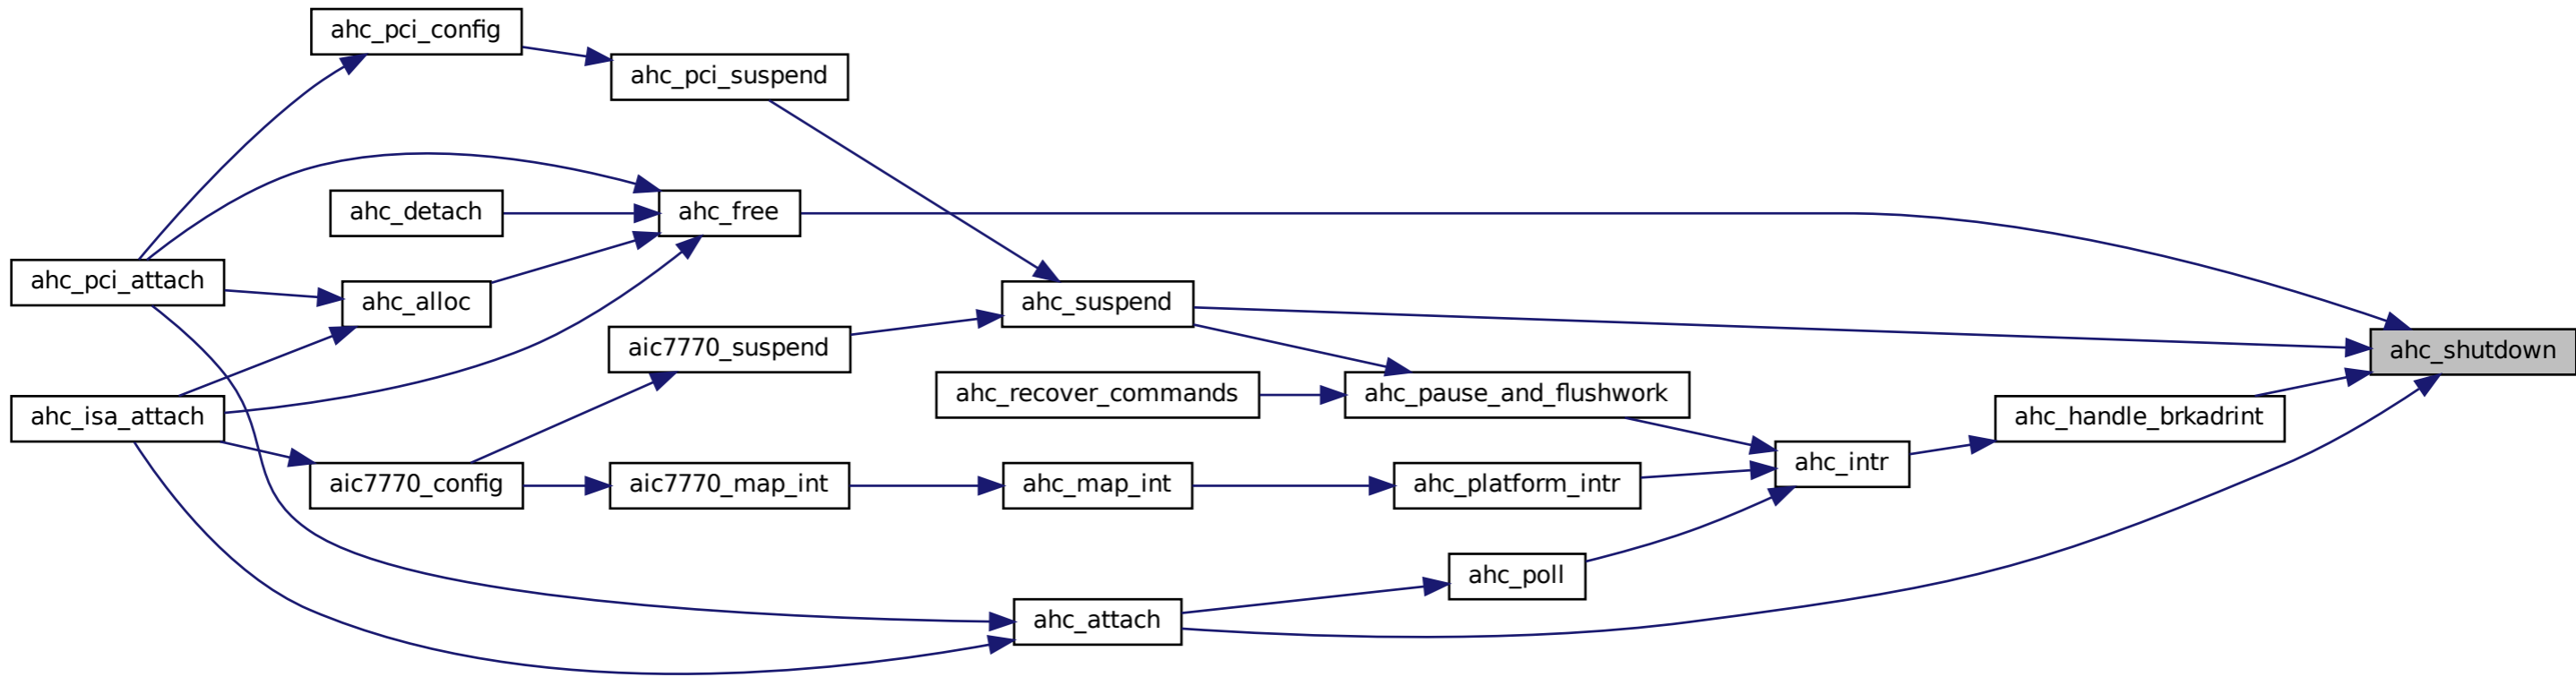 ahc_pci_config
ahc_pci_suspend
ahc_detach
ahc_free
ahc_pci_attach
ahc_alloc
ahc_suspend
aic7770_suspend
ahc_shutdown
ahc_recover_commands
ahc_pause_and_flushwork
ahc_isa_attach
ahc_handle_brkadrint
ahc_intr
aic7770_config
aic7770_map_int
ahc_map_int
ahc_platform_intr
ahc_poll
ahc_attach